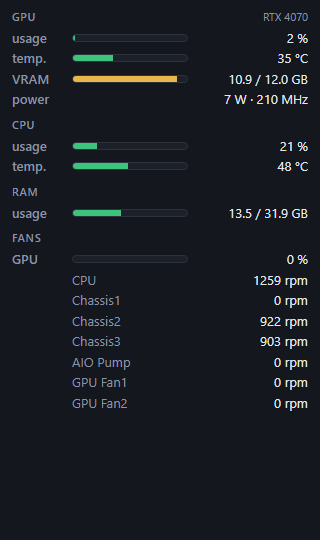 GPU RTX 4070
usage 2 %
temp. 35 °C
VRAM 10.9 / 12.0 GB
power 7 W · 210 MHz
CPU
usage 21 %
temp. 48 °C
RAM
usage 13.5 / 31.9 GB
FANS
GPU 0 %
CPU 1259 rpm
Chassis1 0 rpm
Chassis2 922 rpm
Chassis3 903 rpm
AIO Pump 0 rpm
GPU Fan1 0 rpm
GPU Fan2 0 rpm